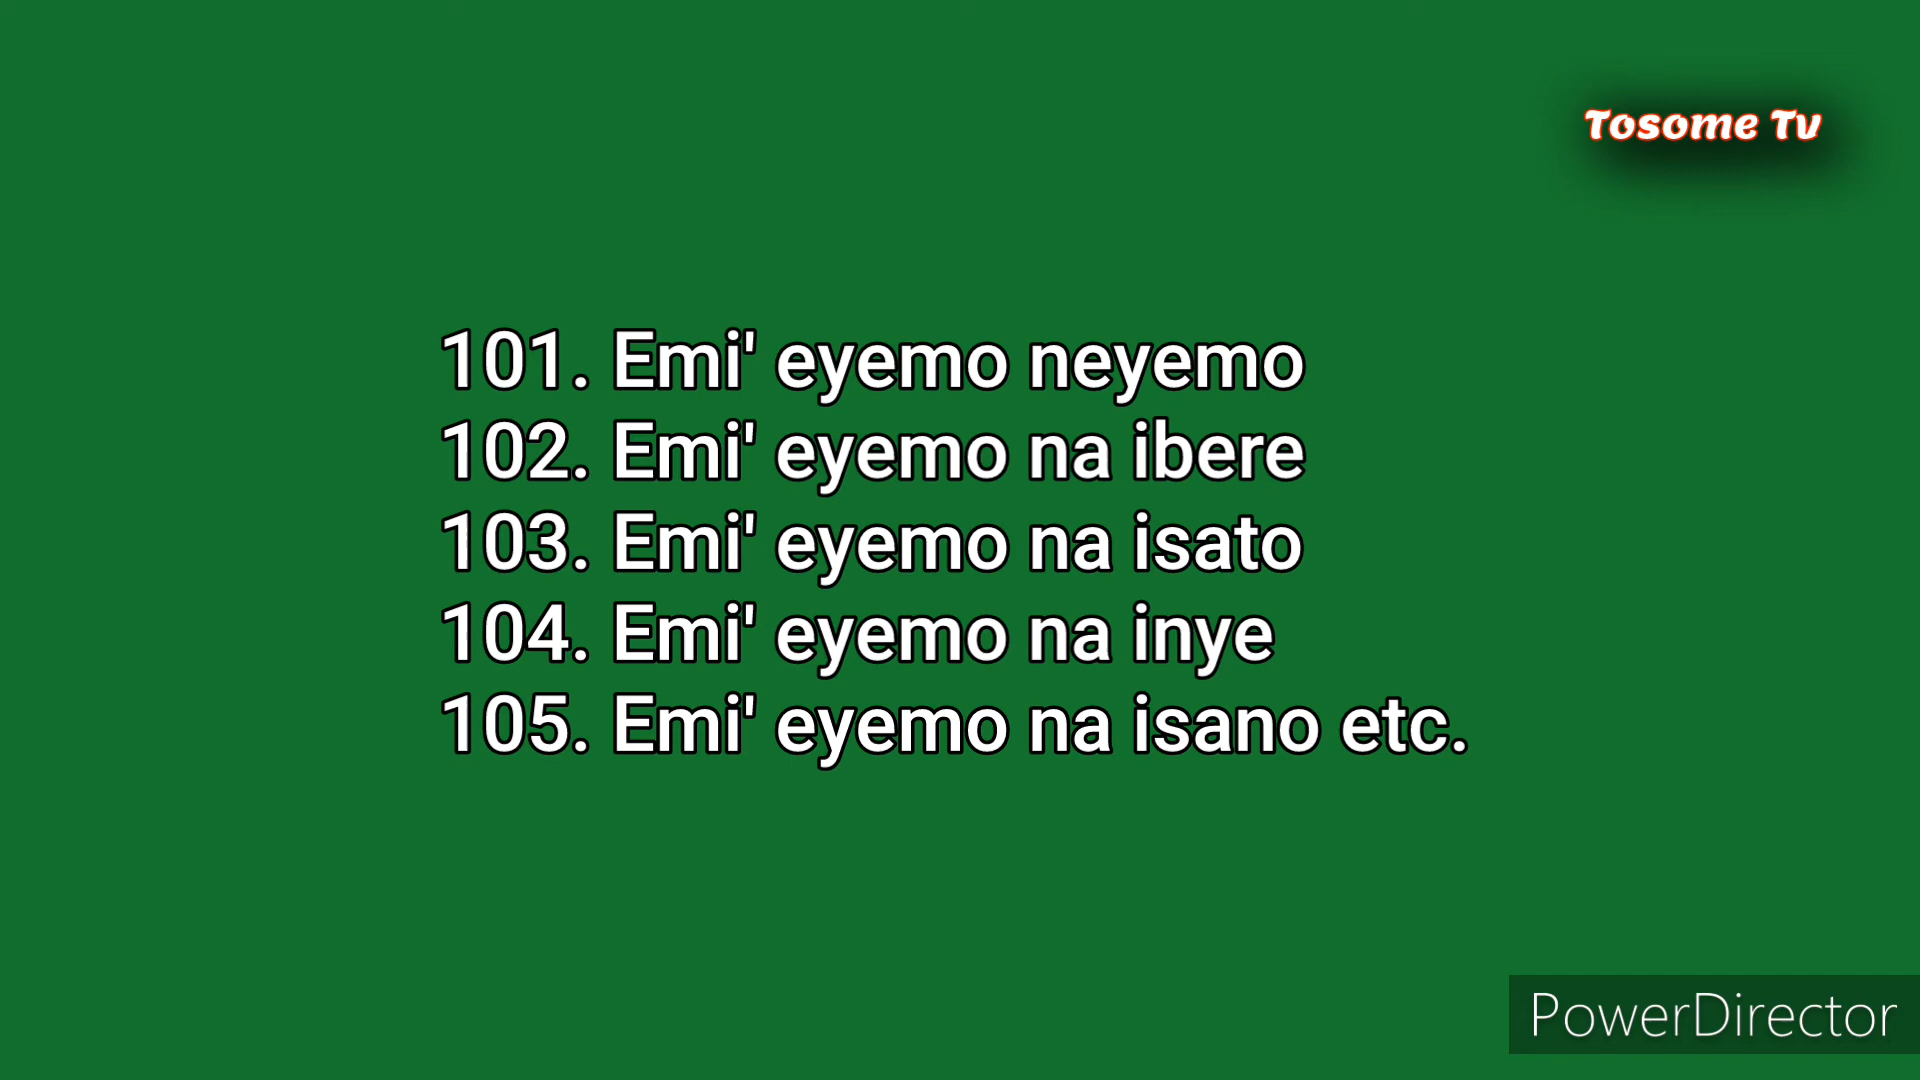 Tosome Tv
101. Emi' eyemo neyemo
102. Emi' eyemo na ibere
103. Emi' eyemo na isato
104. Emi' eyemo na inye
105. Emi' eyemo na isano etc.
PowerDirector